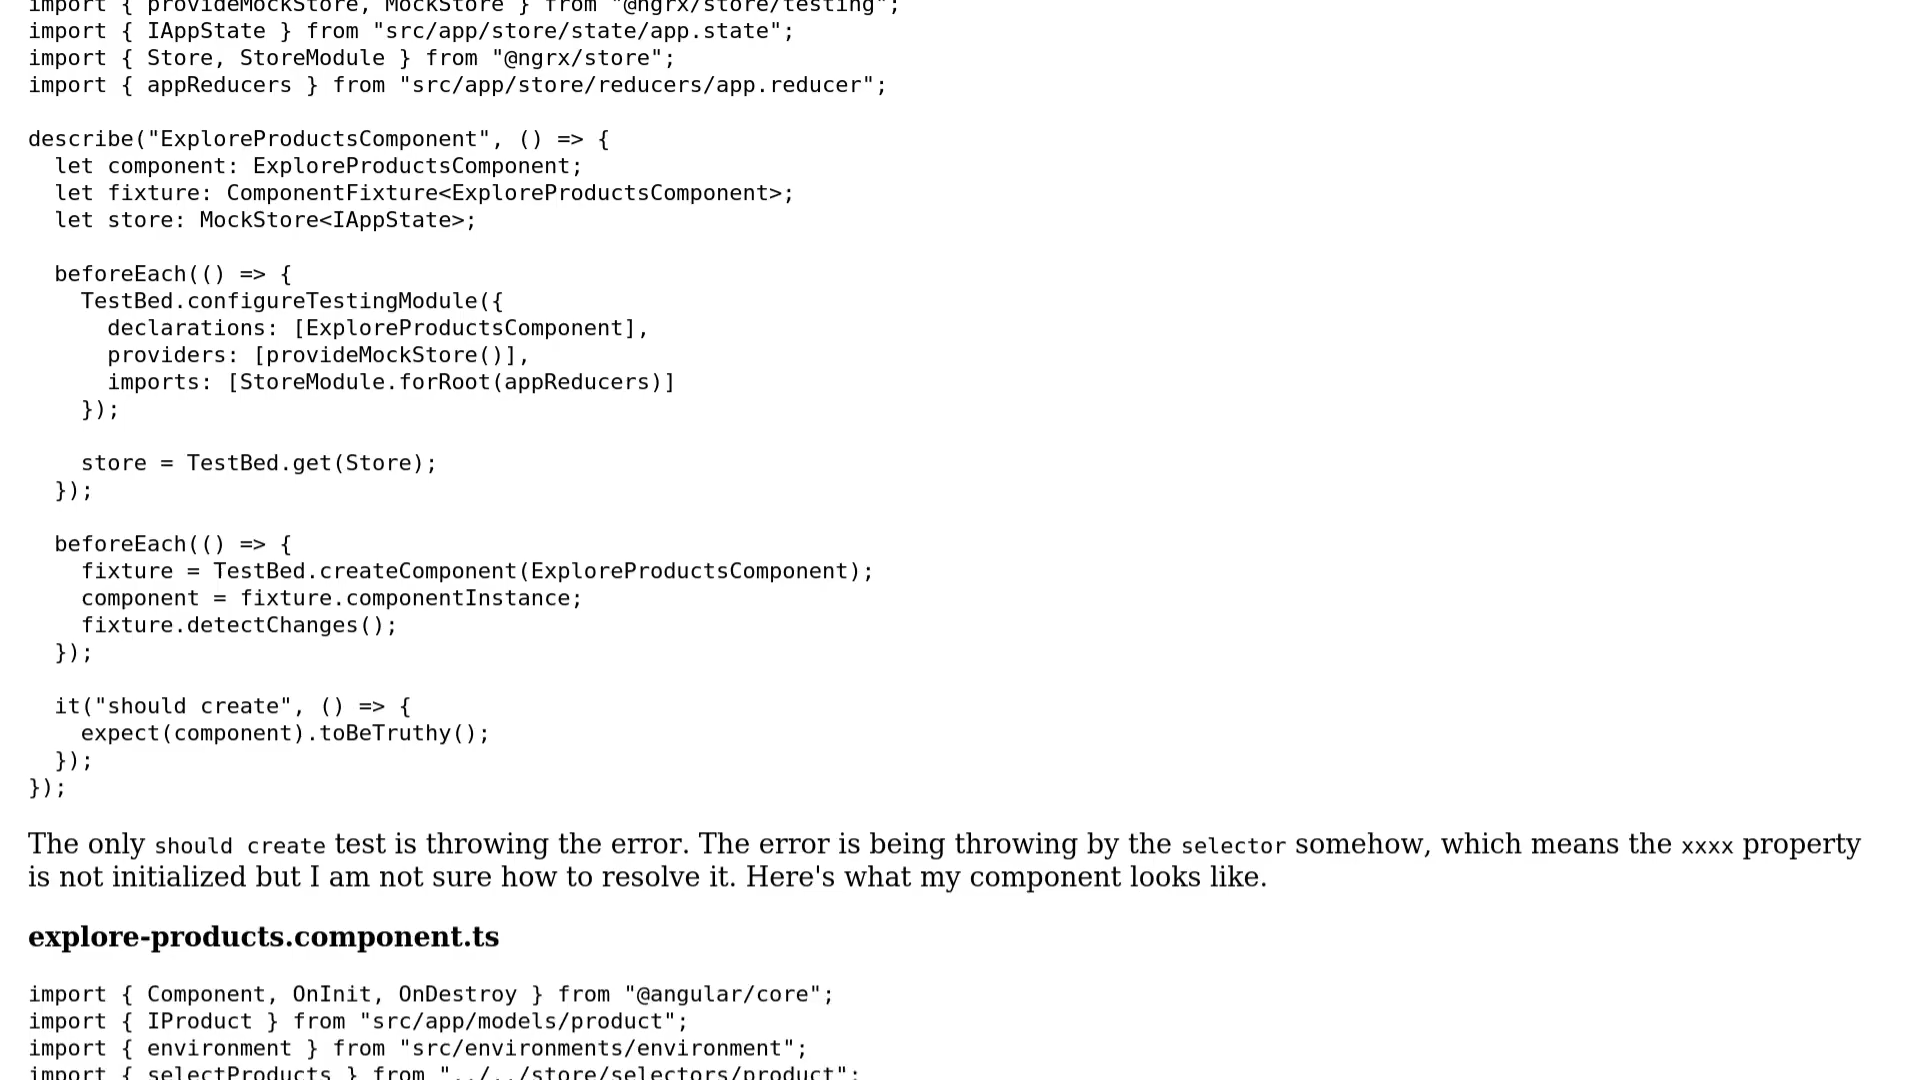 import { provideMockStore, MockStore } from "@ngrx/store/testing";
import { IAppState } from "src/app/store/state/app.state";
import { Store, StoreModule } from "@ngrx/store";
import { appReducers } from "src/app/store/reducers/app.reducer";

describe("ExploreProductsComponent", () => {
  let component: ExploreProductsComponent;
  let fixture: ComponentFixture<ExploreProductsComponent>;
  let store: MockStore<IAppState>;

  beforeEach(() => {
    TestBed.configureTestingModule({
      declarations: [ExploreProductsComponent],
      providers: [provideMockStore()],
      imports: [StoreModule.forRoot(appReducers)]
    });

    store = TestBed.get(Store);
  });

  beforeEach(() => {
    fixture = TestBed.createComponent(ExploreProductsComponent);
    component = fixture.componentInstance;
    fixture.detectChanges();
  });

  it("should create", () => {
    expect(component).toBeTruthy();
  });
});

The only should create test is throwing the error. The error is being throwing by the selector somehow, which means the xxxx property
is not initialized but I am not sure how to resolve it. Here's what my component looks like.

explore-products.component.ts

import { Component, OnInit, OnDestroy } from "@angular/core";
import { IProduct } from "src/app/models/product";
import { environment } from "src/environments/environment";
import { selectProducts } from "../../store/selectors/product";